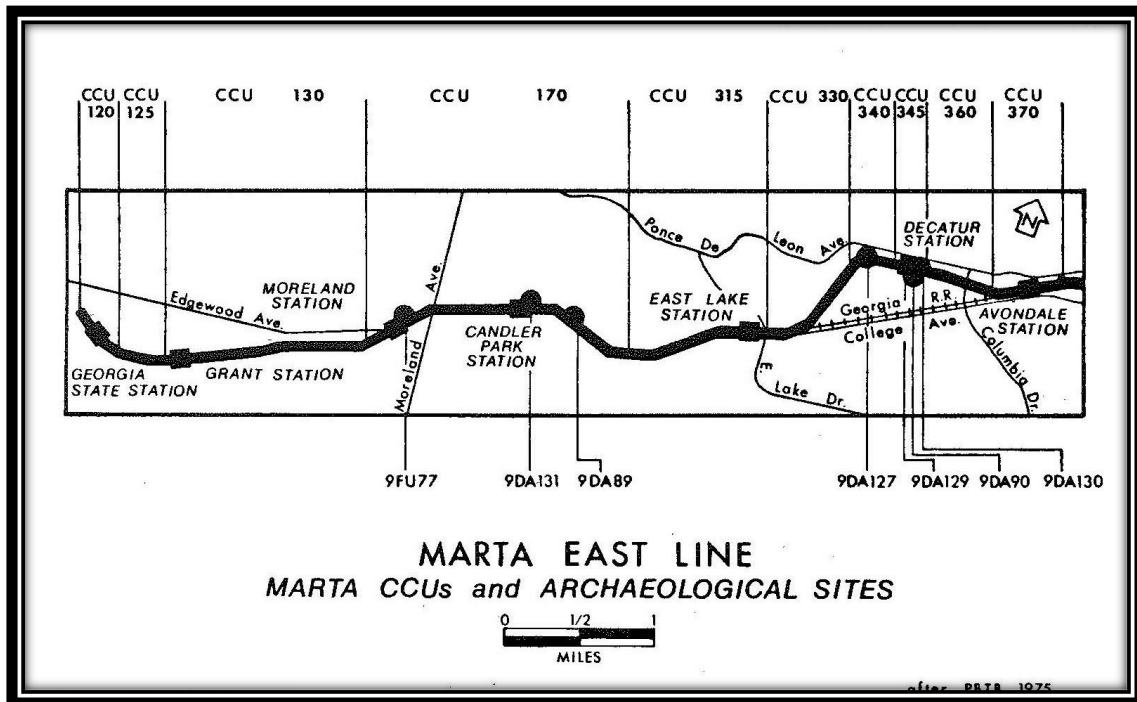 CCU CCU CCU 130 CCU 170 CCU 315 CCU 330 CCU CCU CCU CCU
120 125 340 345 360 370
N
Ponce De Leon Ave.
DECATUR
STATION
MORELAND
STATION
Edgewood Ave.
Ave.
EAST LAKE
STATION
Georgia R.R.
College Ave.
AVONDALE
STATION
CANDLER
PARK
STATION
GEORGIA
STATE STATION
GRANT STATION
Moreland
E.
Lake Dr.
Columbia Dr.
9FU77 9DA131 9DA89 9DA127 9DA129 9DA90 9DA130
MARTA EAST LINE
MARTA CCUs and ARCHAEOLOGICAL SITES
0 1/2 1
MILES
after PBTB 1975